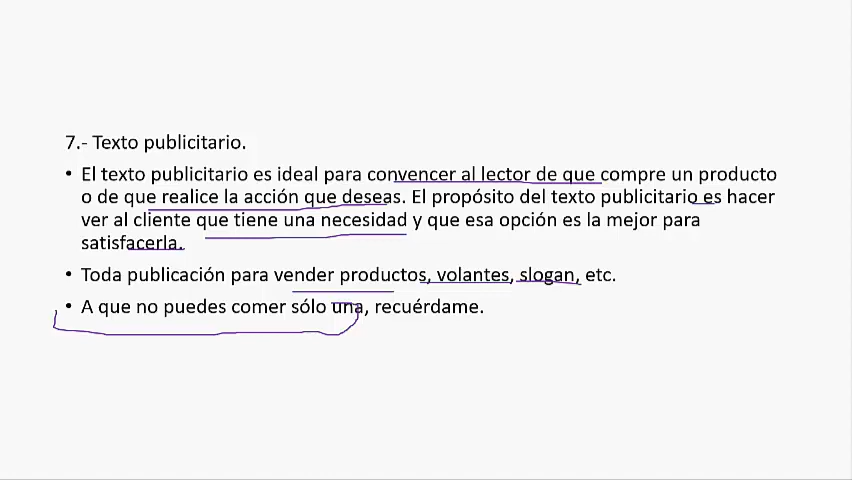 7.- Texto publicitario.
• El texto publicitario es ideal para convencer al lector de que compre un producto
o de que realice la acción que deseas. El propósito del texto publicitario es hacer
ver al cliente que tiene una necesidad y que esa opción es la mejor para
satisfacerla.
• Toda publicación para vender productos, volantes, slogan, etc.
• A que no puedes comer sólo una, recuérdame.